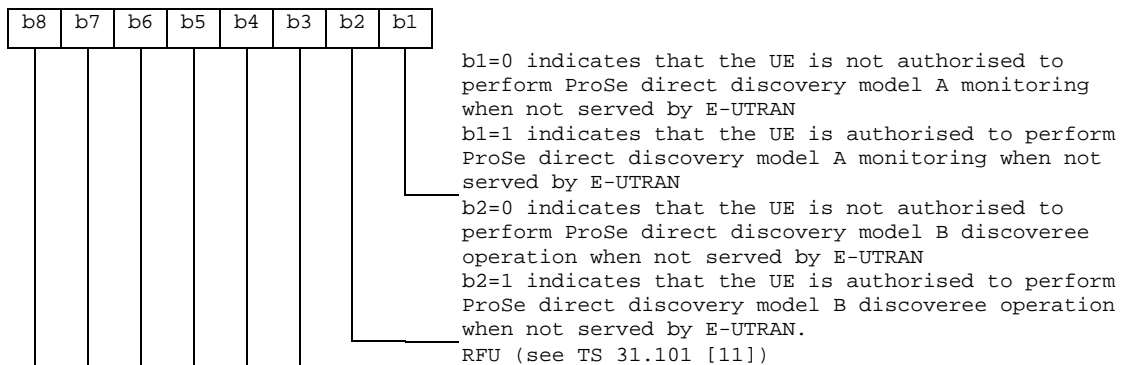 b8 b7 b6 b5 b4 b3 b2 b1
b1=0 indicates that the UE is not authorised to
perform ProSe direct discovery model A monitoring
when not served by E-UTRAN
b1=1 indicates that the UE is authorised to perform
ProSe direct discovery model A monitoring when not
served by E-UTRAN
b2=0 indicates that the UE is not authorised to
perform ProSe direct discovery model B discoveree
operation when not served by E-UTRAN
b2=1 indicates that the UE is authorised to perform
ProSe direct discovery model B discoveree operation
when not served by E-UTRAN.
RFU (see TS 31.101 [11])